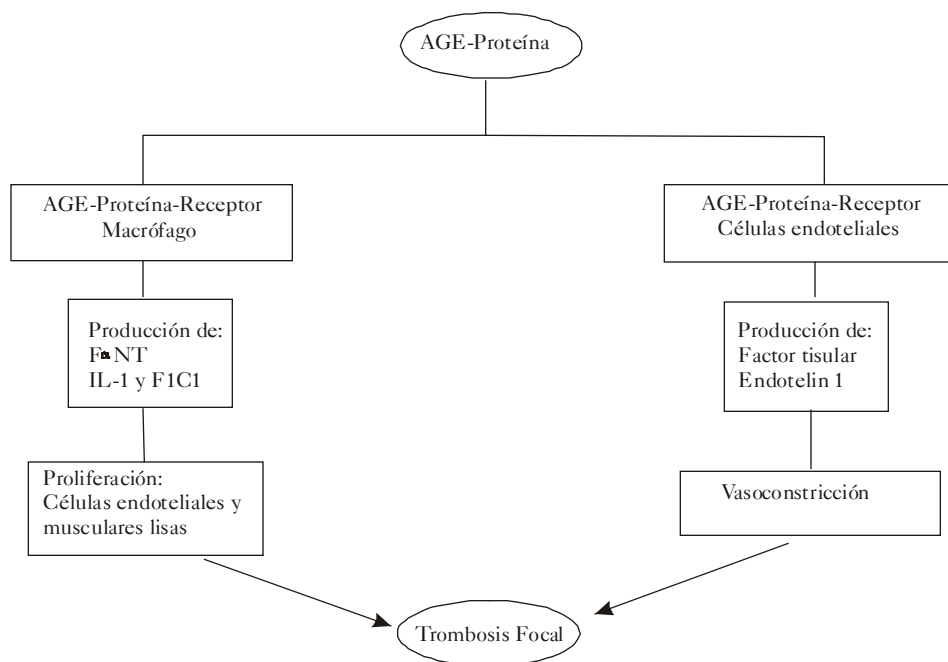 AGE-Proteína
AGE-Proteína-Receptor
Macrófago
AGE-Proteína-Receptor
Células endoteliales
Producción de:
FαNT
IL-1 y F1C1
Producción de:
Factor tisular
Endotelin 1
Proliferación:
Células endoteliales y
musculares lisas
Vasoconstricción
Trombosis Focal